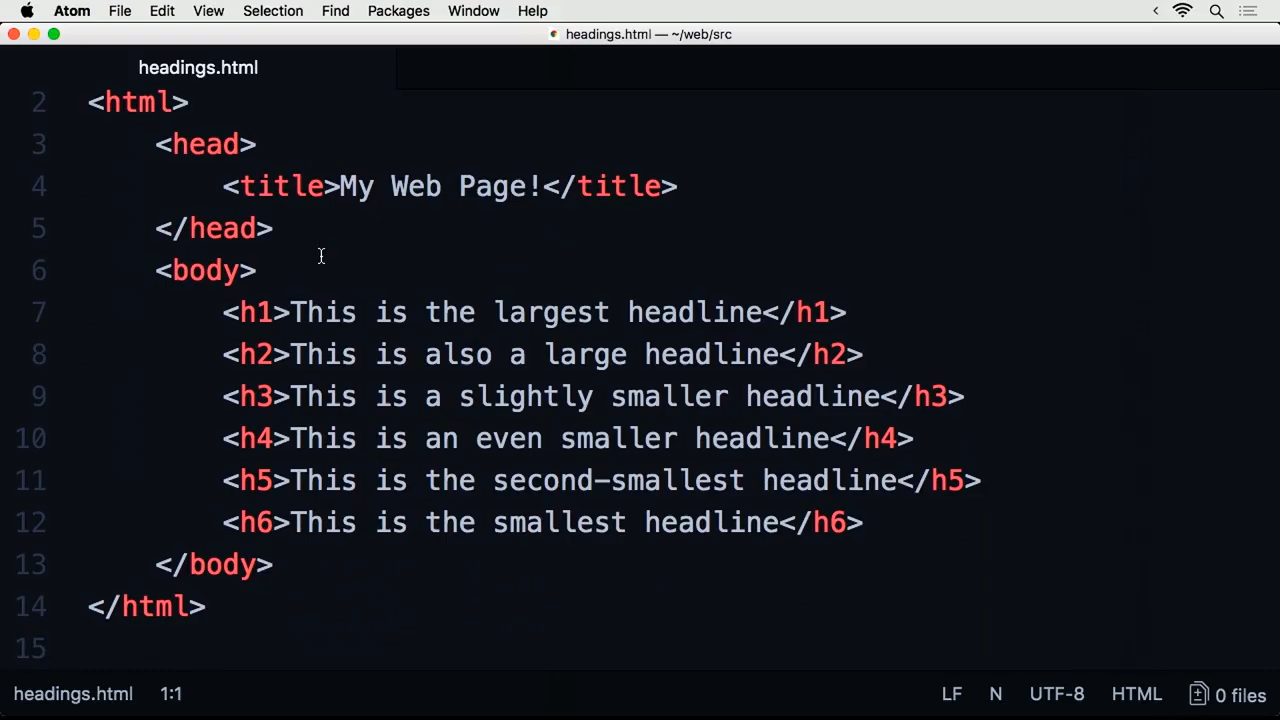 Atom File Edit View Selection Find Packages Window Help
headings.html — ~/web/src
headings.html
2 <html>
3 <head>
4 <title>My Web Page!</title>
5 </head>
6 <body>
7 <h1>This is the largest headline</h1>
8 <h2>This is also a large headline</h2>
9 <h3>This is a slightly smaller headline</h3>
10 <h4>This is an even smaller headline</h4>
11 <h5>This is the second-smallest headline</h5>
12 <h6>This is the smallest headline</h6>
13 </body>
14 </html>
15
headings.html 1:1 LF N UTF-8 HTML 0 files